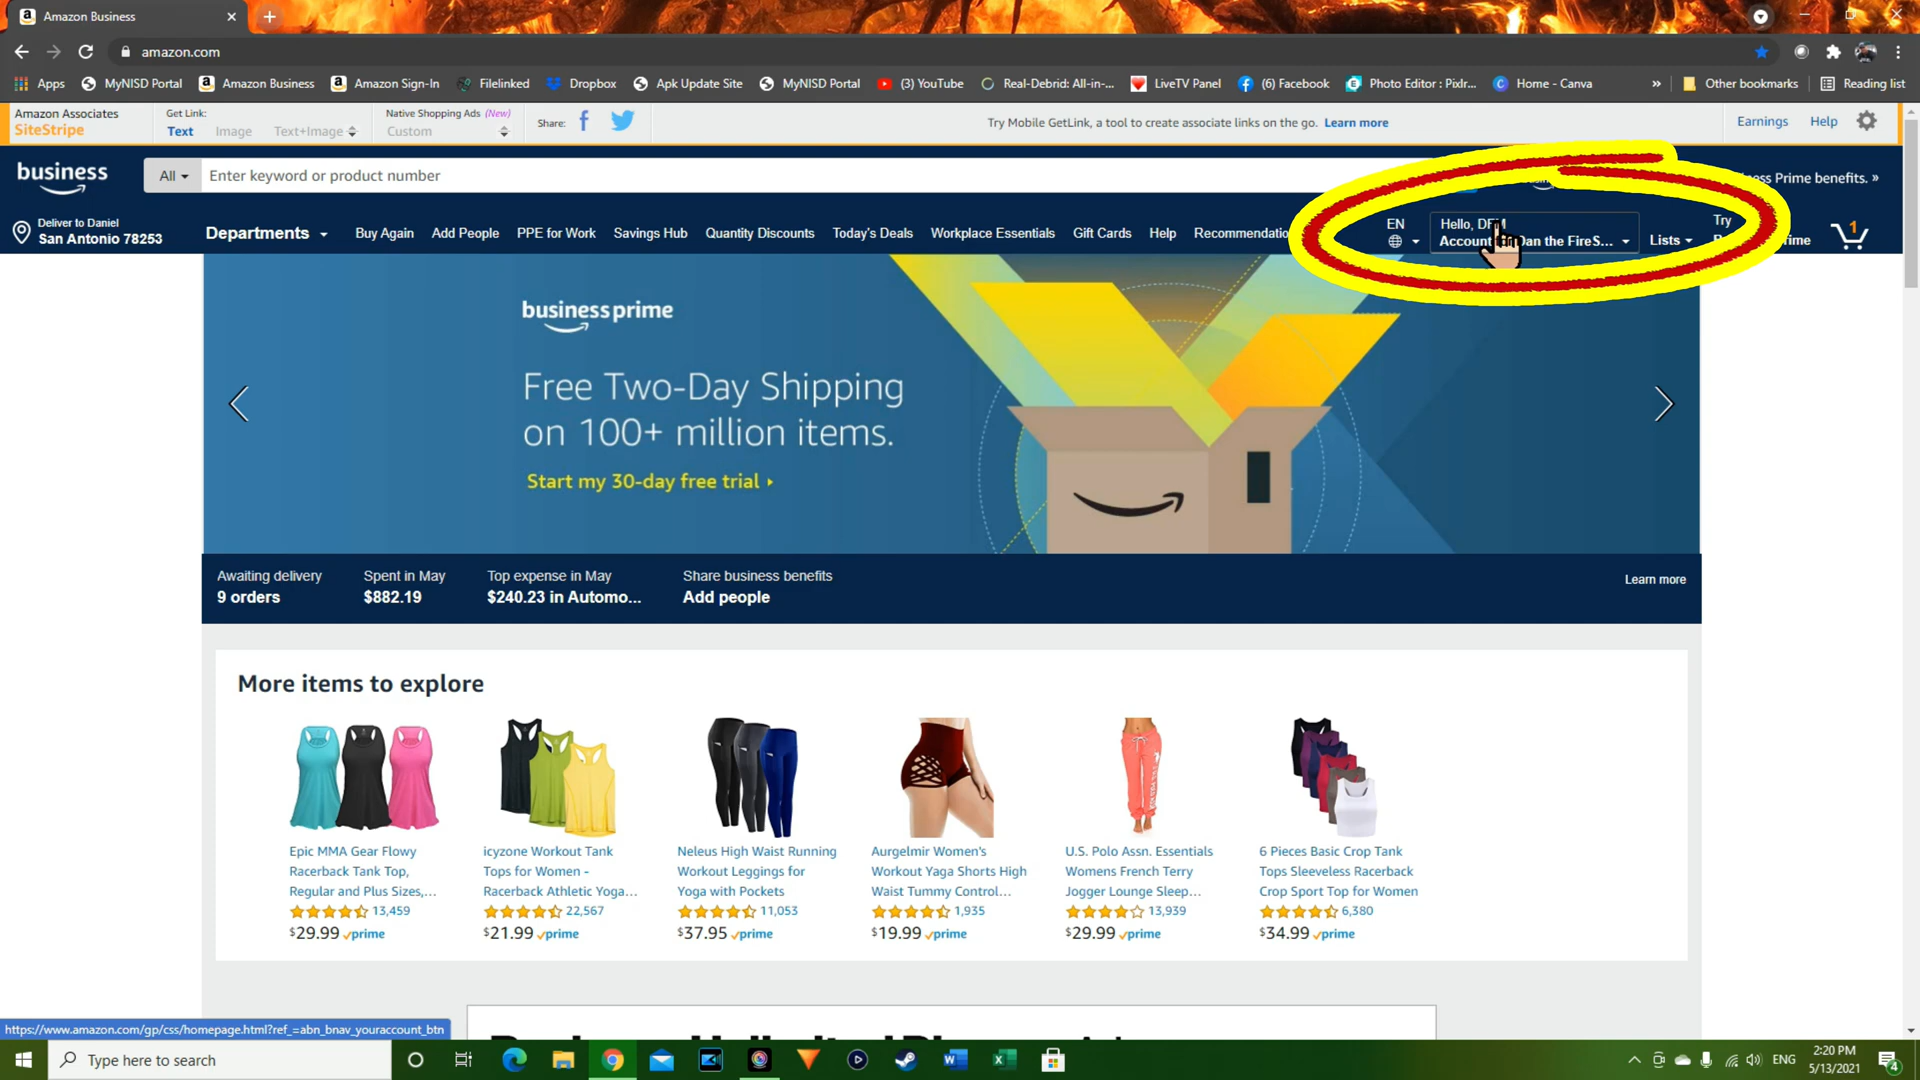 Amazon Business
amazon.com
Apps MyNISD Portal Amazon Business Amazon Sign-In Filelinked Dropbox Apk Update Site MyNISD Portal (3) YouTube Real-Debrid: All-in-... LiveTV Panel (6) Facebook Photo Editor : Pixlr... Home - Canva » Other bookmarks Reading list
Amazon Associates
SiteStripe
Get Link:
Text Image Text+Image
Native Shopping Ads (New)
Custom
Share:
Try Mobile GetLink, a tool to create associate links on the go. Learn more
Earnings Help
business
All
Enter keyword or product number
Prime benefits. »
Deliver to Daniel
San Antonio 78253
Departments Buy Again Add People PPE for Work Savings Hub Quantity Discounts Today's Deals Workplace Essentials Gift Cards Help
EN
Hello,
Dan the Fire S...
Lists
Try
1
business prime
Free Two-Day Shipping
on 100+ million items.
Start my 30-day free trial
Awaiting delivery
9 orders
Spent in May
$882.19
Top expense in May
$240.23 in Automo...
Share business benefits
Add people
Learn more
More items to explore
Epic MMA Gear Flowy
Racerback Tank Top,
Regular and Plus Sizes,...
13,459
$29.99 prime
icyzone Workout Tank
Tops for Women -
Racerback Athletic Yoga...
22,567
$21.99 prime
Neleus High Waist Running
Workout Leggings for
Yoga with Pockets
11,053
$37.95 prime
Aurgelmir Women's
Workout Yaga Shorts High
Waist Tummy Control...
1,935
$19.99 prime
U.S. Polo Assn. Essentials
Womens French Terry
Jogger Lounge Sleep...
13,939
$29.99 prime
6 Pieces Basic Crop Tank
Tops Sleeveless Racerback
Crop Sport Top for Women
6,380
$34.99 prime
https://www.amazon.com/gp/css/homepage.html?ref_=abn_bnav_youraccount_btn
Type here to search
ENG
2:20 PM
5/13/2021
4